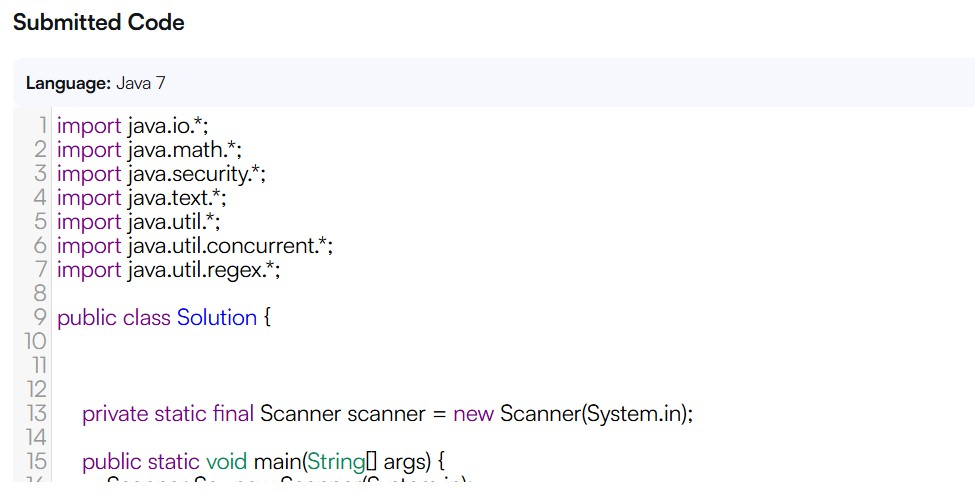 Submitted Code
Language: Java 7
1 import java.io.*;
2 import java.math.*;
3 import java.security.*;
4 import java.text.*;
5 import java.util.*;
6 import java.util.concurrent.*;
7 import java.util.regex.*;
8
9 public class Solution {
10
11
12
13 private static final Scanner scanner = new Scanner(System.in);
14
15 public static void main(String[] args) {